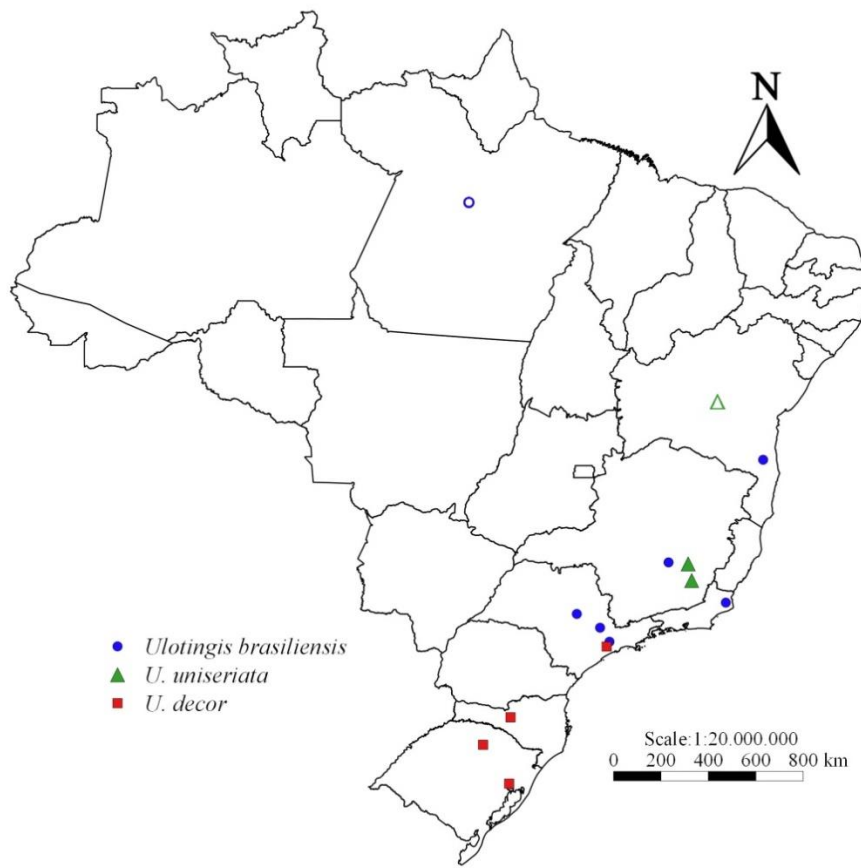 N
Ulotingis brasiliensis
U. uniseriata
U. decor
Scale:1:20.000.000
0 200 400 600 800 km